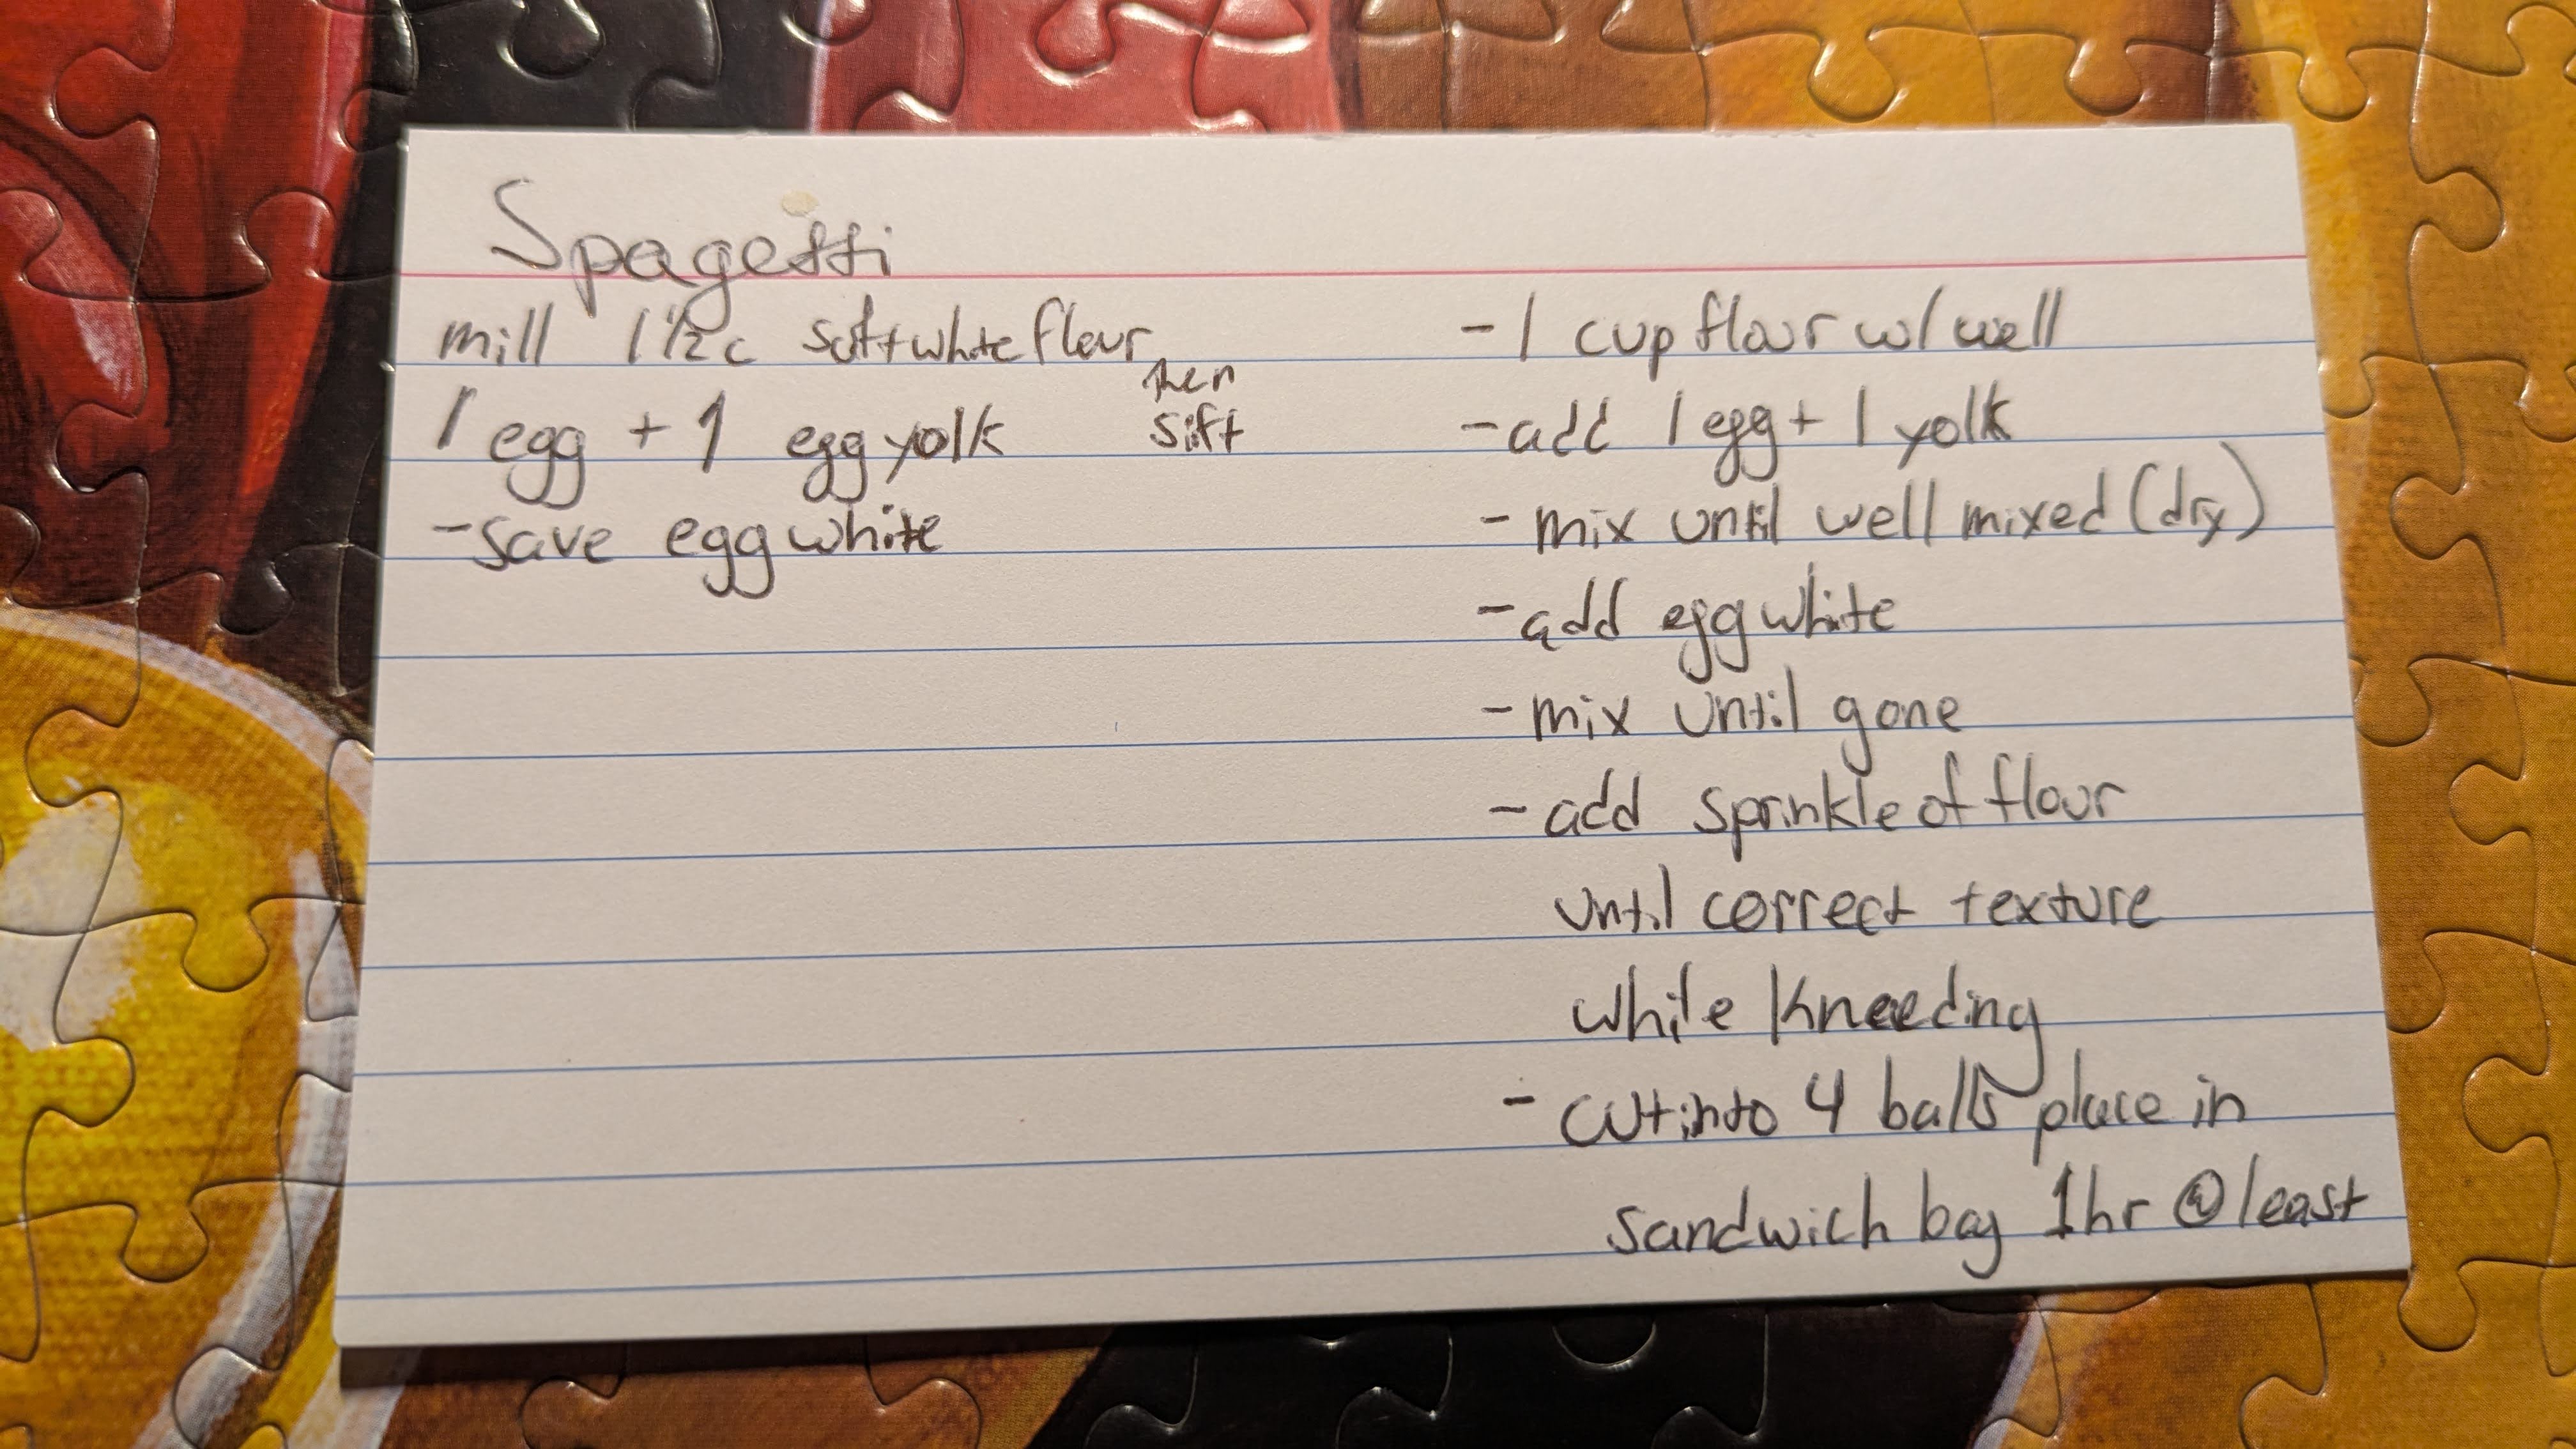 Spagetti
mill 1 1/2 c soft white flour
then
sift
1 egg + 1 egg yolk
- save egg white
- 1 cup flour w/ well
- add 1 egg + 1 yolk
- mix until well mixed (dry)
- add egg white
- mix until gone
- add sprinkle of flour
until correct texture
while kneeding
- cut into 4 balls place in
sandwich bag 1hr @ least